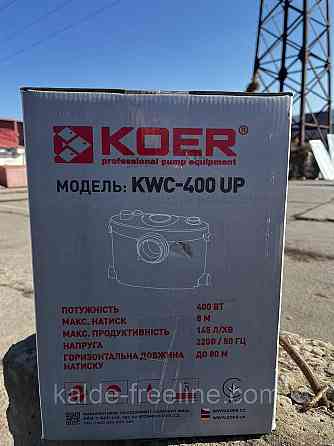 KOER®
professional pump equipment
МОДЕЛЬ: KWC-400 UP
ПОТУЖНІСТЬ 400 ВТ
МАКС. НАТИСК 8 М
МАКС. ПРОДУКТИВНІСТЬ 145 Л/ХВ
НАПРУГА 220В / 50 ГЦ
ГОРИЗОНТАЛЬНА ДОВЖИНА ДО 80 М
НАТИСКУ
kalde-freeline.com